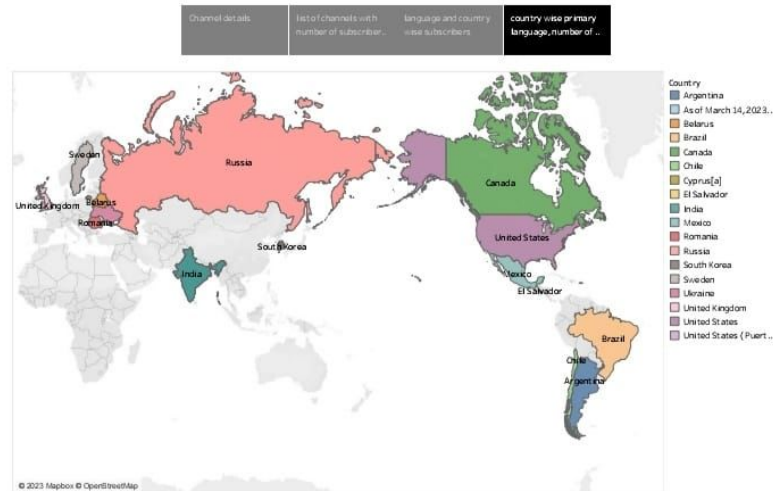 Channel details
list of channels with
number of subscriber..
language and country
wise subscribers
country wise primary
language, number of ..
Sweden
Russia
Canada
United Kingdom
Belarus
Romania
South Korea
United States
India
Mexico
El Salvador
Brazil
Chile
Argentina
Country
Argentina
As of March 14, 2023..
Belarus
Brazil
Canada
Chile
Cyprus[a]
El Salvador
India
Mexico
Romania
Russia
South Korea
Sweden
Ukraine
United Kingdom
United States
United States (Puert..
© 2023 Mapbox © OpenStreetMap